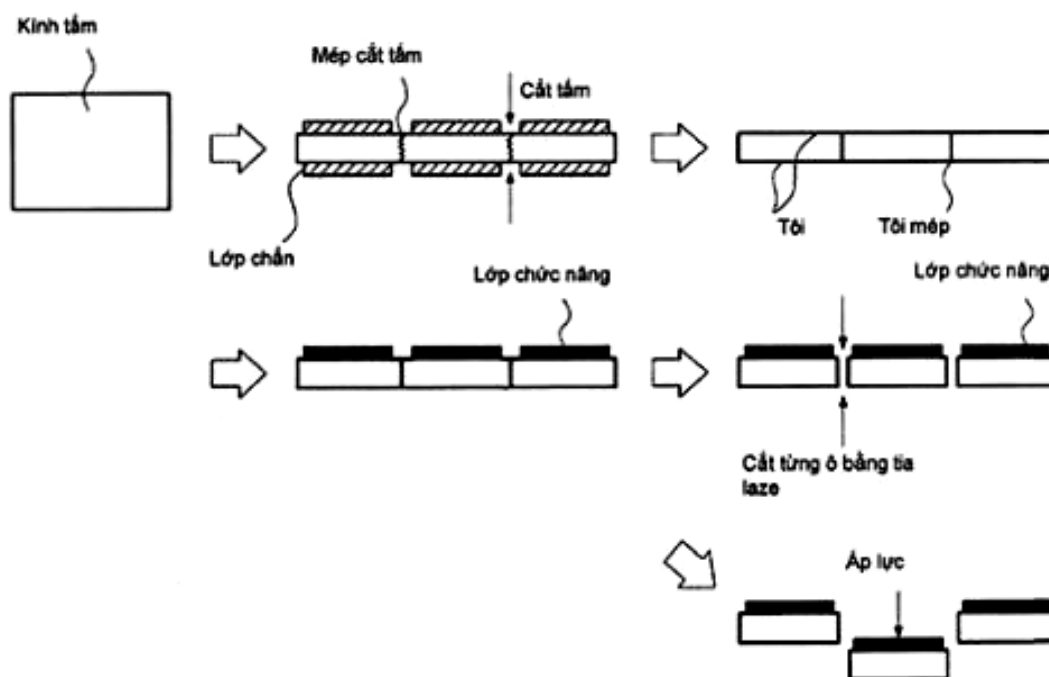 Kính tấm
Mép cắt tấm
Cắt tấm
Lớp chắn
Tôi
Tôi mép
Lớp chức năng
Lớp chức năng
Cắt từng ô bằng tia
laze
Áp lực